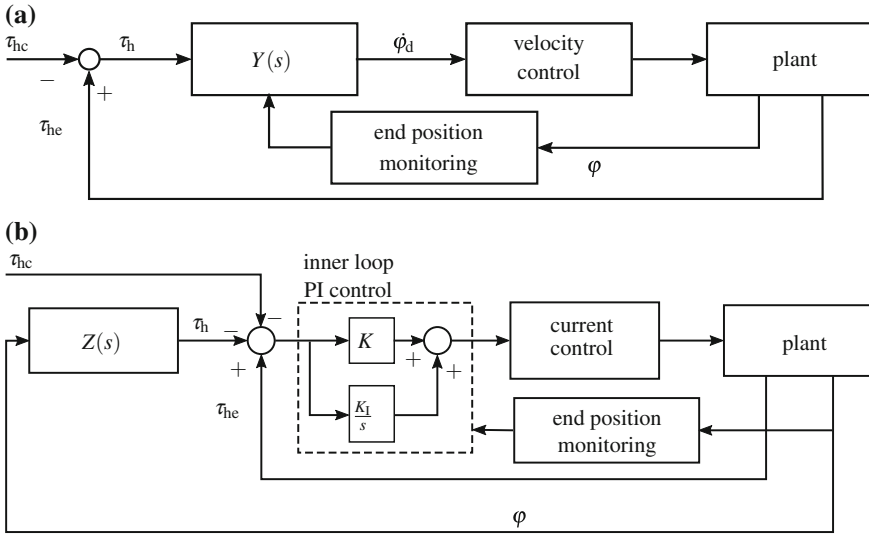 (a)
τhc
τh
Y(s)
φ̇d
velocity
control
plant
−
+
τhe
end position
monitoring
φ
(b)
τhc
inner loop
PI control
−
Z(s)
τh
−
+
K
+
+
current
control
plant
τhe
KI
s
end position
monitoring
φ